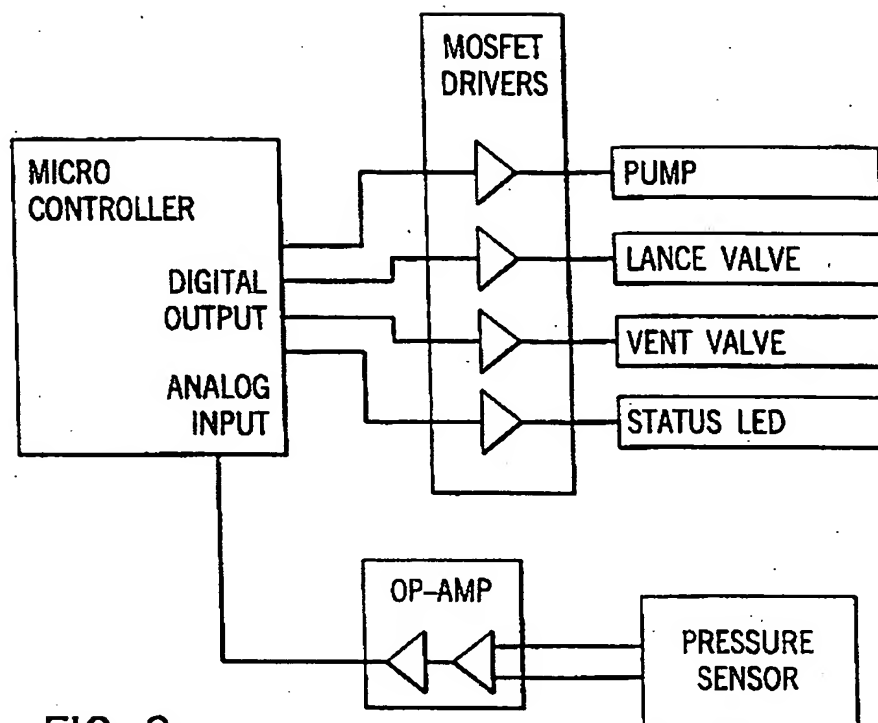 MOSFET
DRIVERS
MICRO
CONTROLLER
DIGITAL
OUTPUT
ANALOG
INPUT
PUMP
LANCE VALVE
VENT VALVE
STATUS LED
OP-AMP
PRESSURE
SENSOR